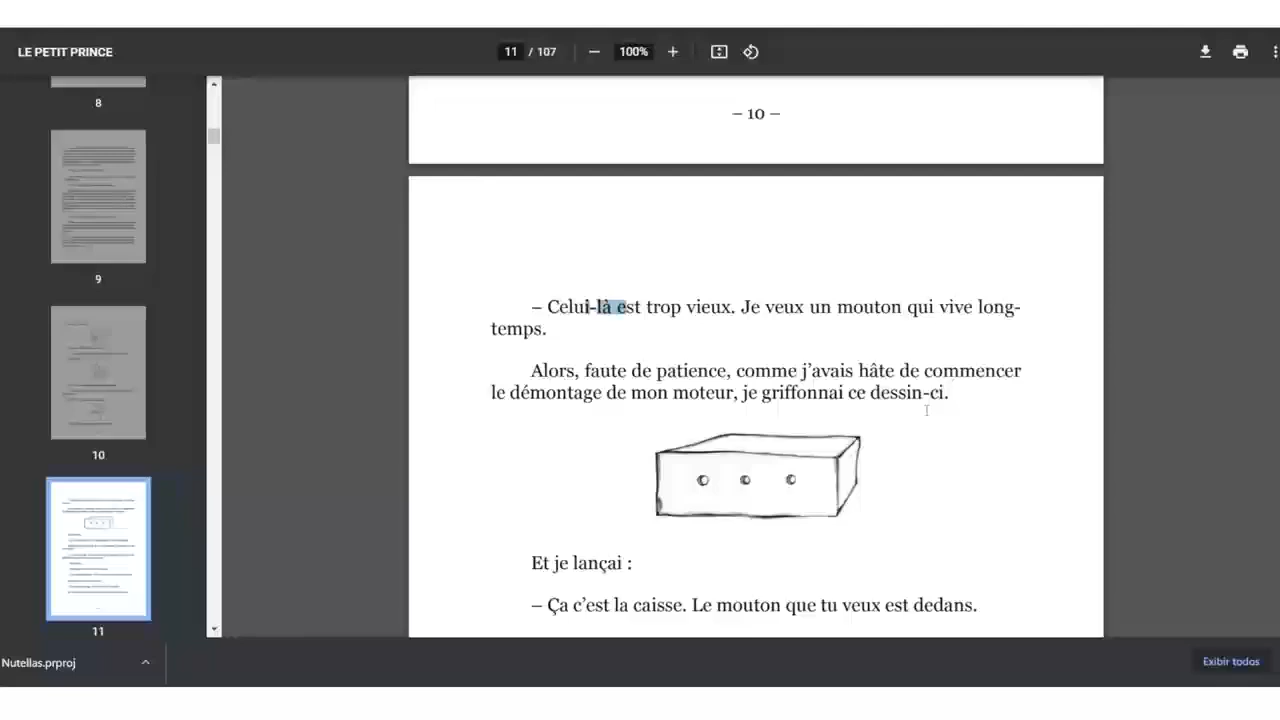 LE PETIT PRINCE
11 / 107
100%
8
9
10
11
– 10 –
– Celui-là est trop vieux. Je veux un mouton qui vive long-
temps.
Alors, faute de patience, comme j’avais hâte de commencer
le démontage de mon moteur, je griffonnai ce dessin-ci.
Et je lançai :
– Ça c’est la caisse. Le mouton que tu veux est dedans.
Nutellas.prproj
Exibir todos